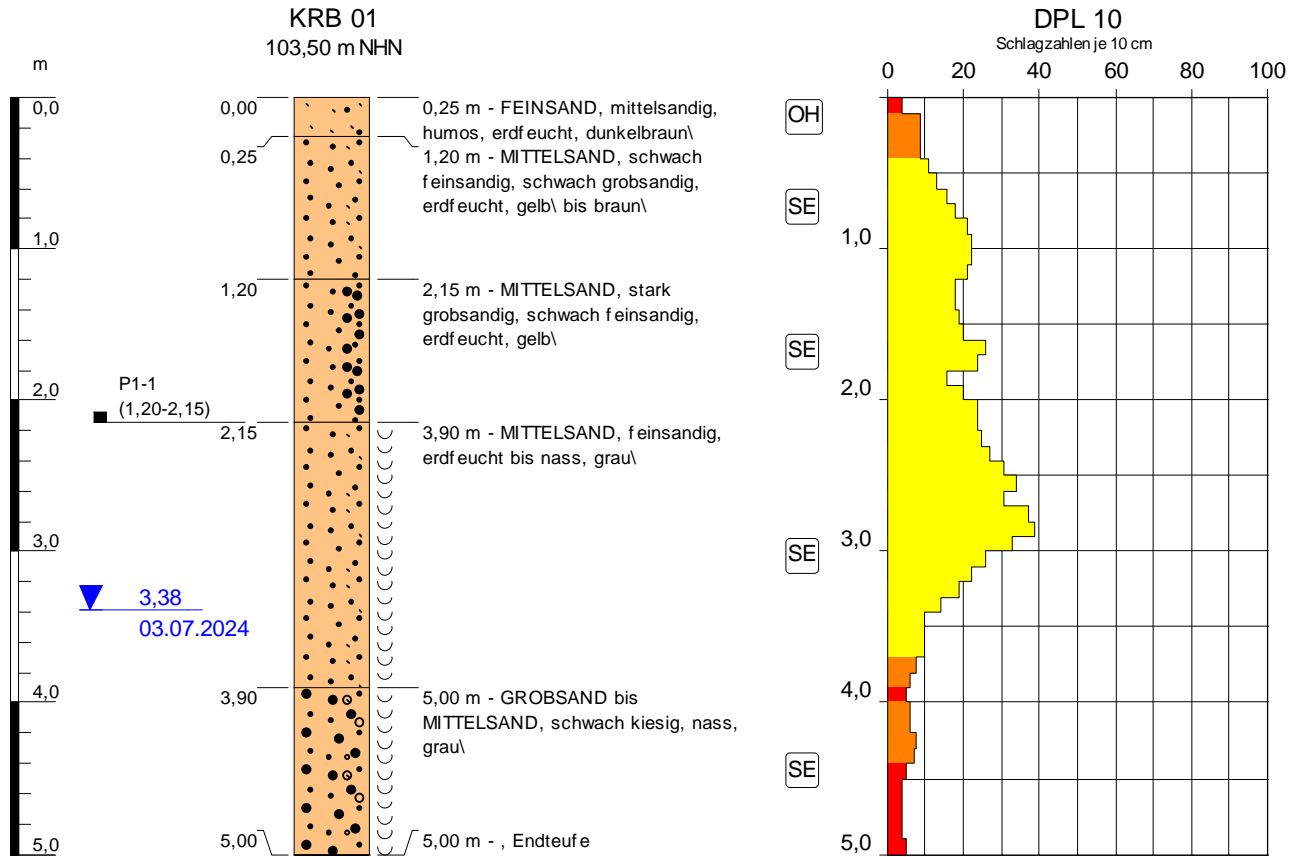 KRB 01
103,50 m NHN
m
0,0
1,0
2,0
3,0
4,0
5,0
0,00
0,25
1,20
2,15
3,90
5,00
P1-1
(1,20-2,15)
3,38
03.07.2024
0,25 m - FEINSAND, mittelsandig,
humos, erdfeucht, dunkelbraun\
1,20 m - MITTELSAND, schwach
feinsandig, schwach grobsandig,
erdfeucht, gelb\ bis braun\
2,15 m - MITTELSAND, stark
grobsandig, schwach feinsandig,
erdfeucht, gelb\
3,90 m - MITTELSAND, feinsandig,
erdfeucht bis nass, grau\
5,00 m - GROBSAND bis
MITTELSAND, schwach kiesig, nass,
grau\
5,00 m - , Endteufe
OH
SE
SE
SE
SE
DPL 10
Schlagzahlen je 10 cm
0 20 40 60 80 100
1,0
2,0
3,0
4,0
5,0